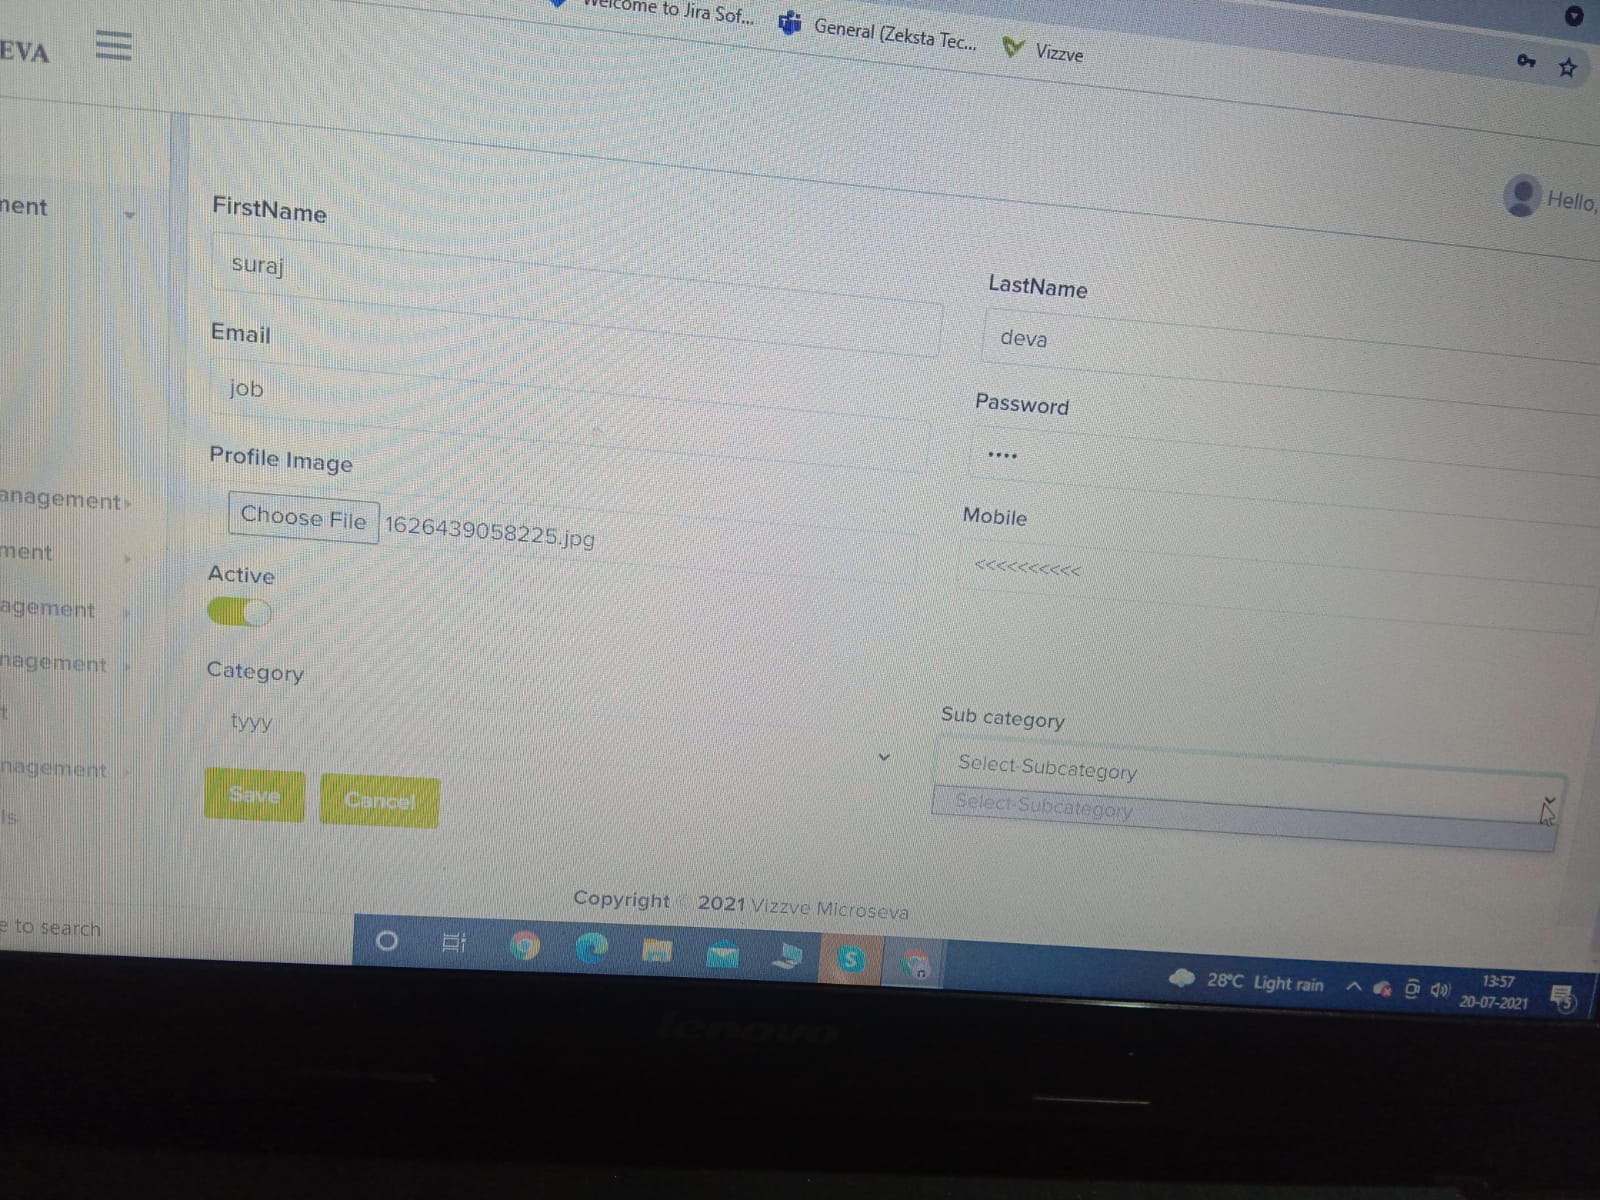 Welcome to Jira Sof...
General (Zeksta Tec...
Vizzve
EVA
Hello,
ment
FirstName
suraj
LastName
deva
Email
job
Password
••••
Profile Image
Choose File 1626439058225.jpg
Mobile
<<<<<<<<<<
anagement
ment
agement
nagement
t
nagement
ls
Active
Category
tyyy
Sub category
Select-Subcategory
Select-Subcategory
Save
Cancel
Copyright © 2021 Vizzve Microseva
e to search
S
28°C Light rain
13:57
20-07-2021
5
lenovo